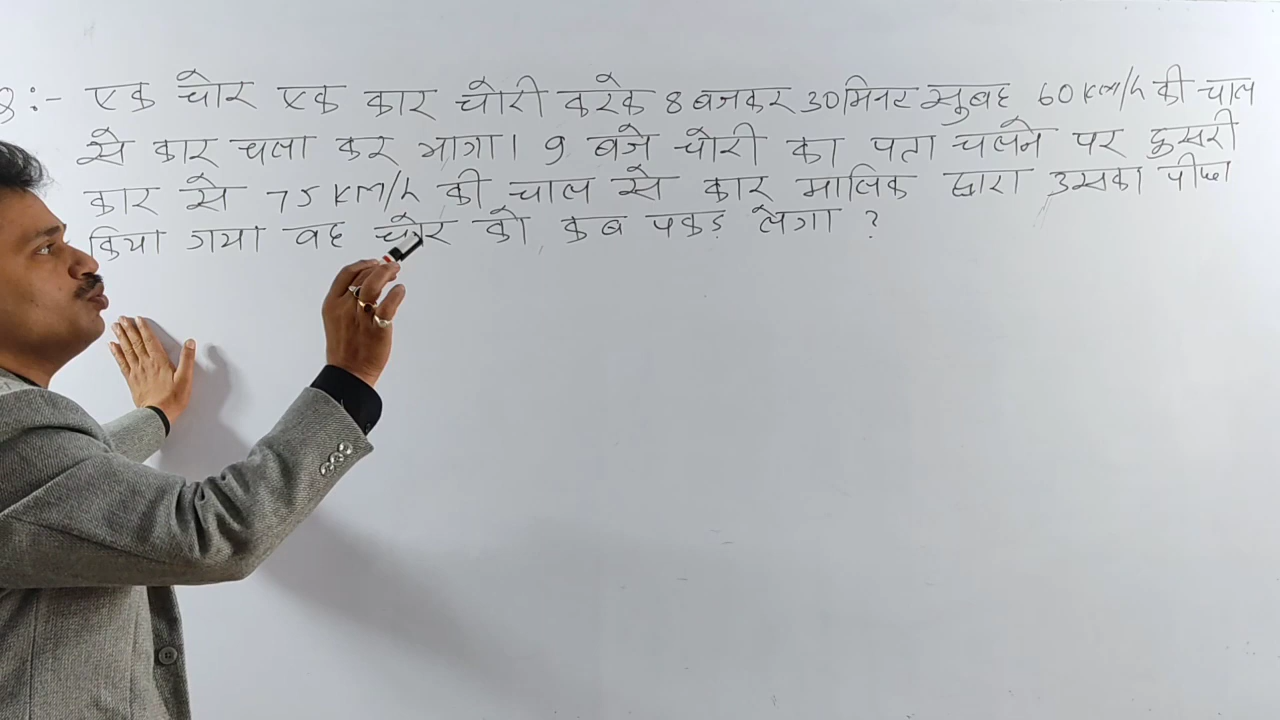 8:- एक चोर एक कार चोरी करके 8 बजकर 30 मिनट सुबह 60 KM/h की चाल
से कार चला कर भागा। 9 बजे चोरी का पता चलने पर दुसरी
कार से 75 KM/h की चाल से कार मालिक द्वारा उसका पीछा
किया गया वह चोर को कब पकड़ लेगा ?